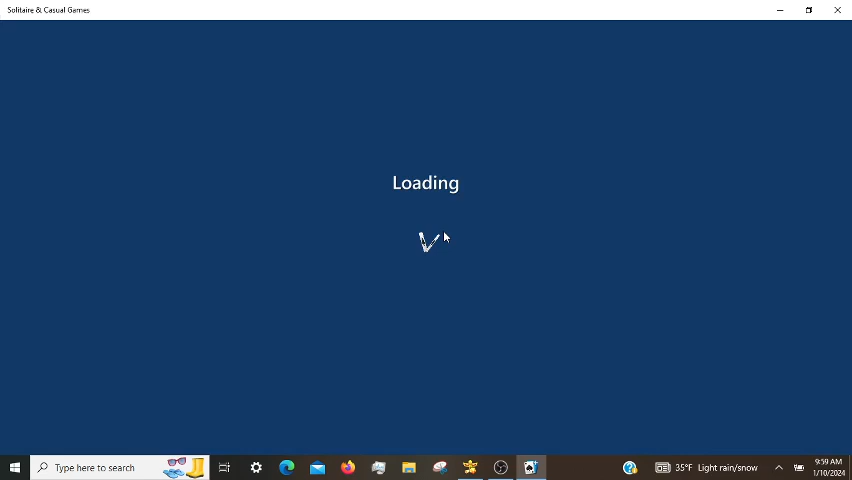 Solitaire & Casual Games
Loading
Type here to search
35°F Light rain/snow
9:59 AM
1/10/2024